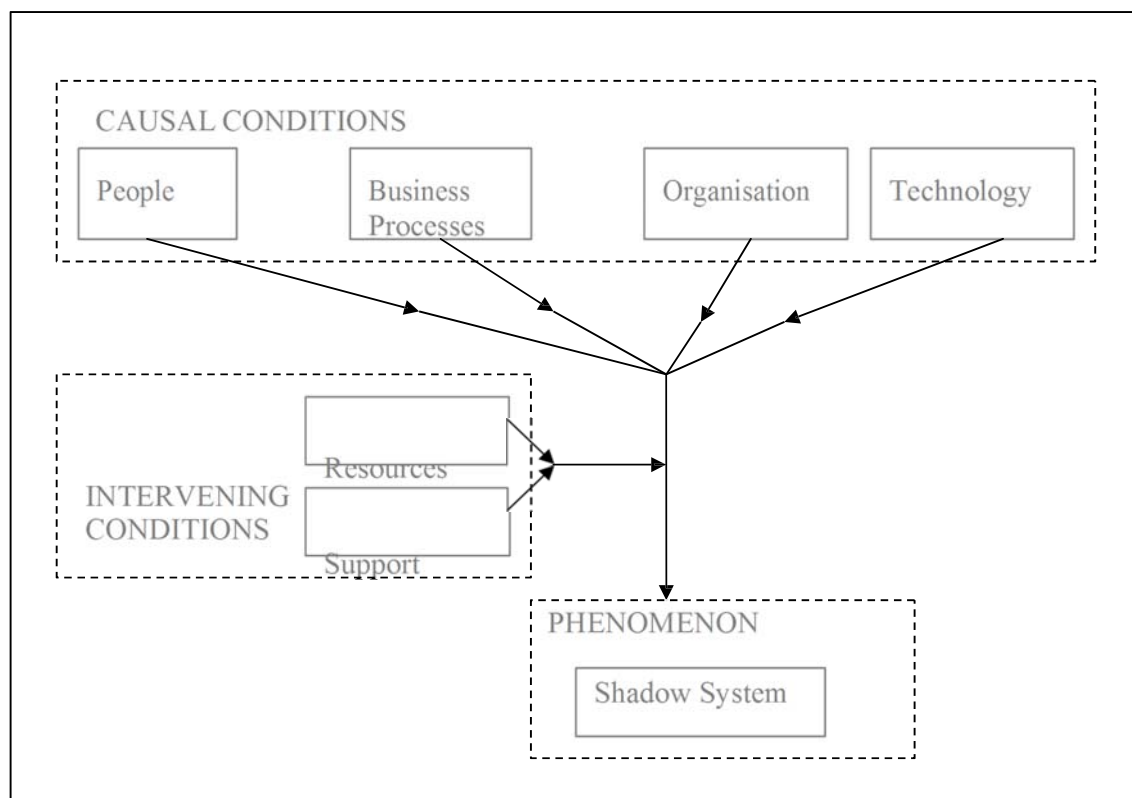 CAUSAL CONDITIONS
People
Business
Processes
Organisation
Technology
Resources
INTERVENING
CONDITIONS
Support
PHENOMENON
Shadow System